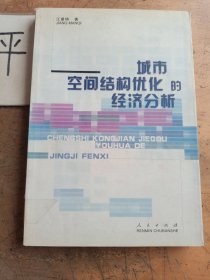 平
江曼琦 著
JIANG MANQI
城市
空间结构优化 的
经济分析
CHENGSHI KONGJIAN JIEGOU
YOUHUA DE
JINGJI FENXI
人民出版社
RENMIN CHUBANSHE